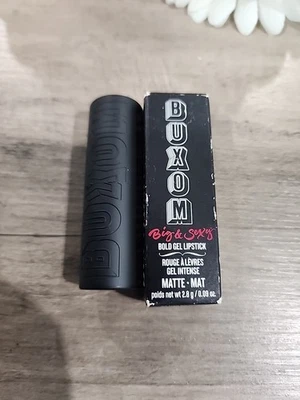 BUXOM
BUXOM
Big & Sexy
BOLD GEL LIPSTICK
ROUGE À LÈVRES
GEL INTENSE
MATTE · MAT
poids net wt 2.8 g / 0.09 oz.